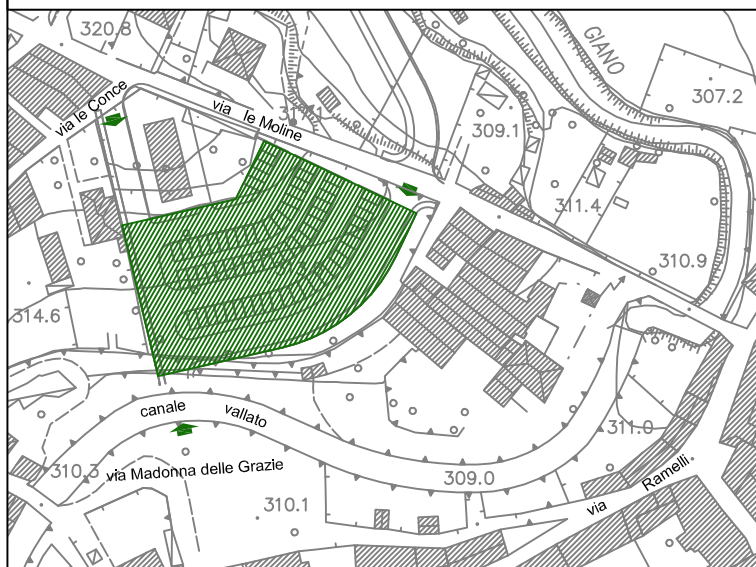 320.8
GIANO
307.2
via le Conce
via le Moline
309.1
311.4
310.9
314.6
canale vallato
311.0
310.3
via Madonna delle Grazie
309.0
310.1
via Ramelli